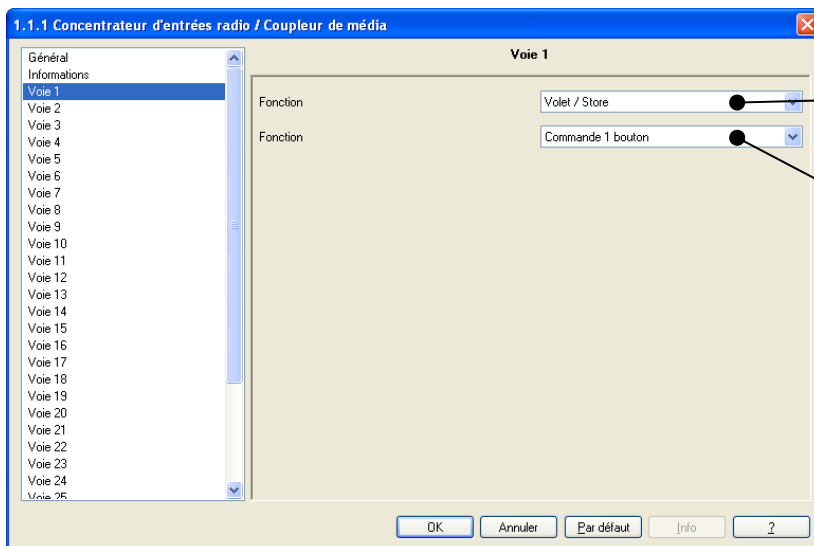 1.1.1 Concentrateur d'entrées radio / Coupleur de média
Général
Informations
Voie 1
Voie 2
Voie 3
Voie 4
Voie 5
Voie 6
Voie 7
Voie 8
Voie 9
Voie 10
Voie 11
Voie 12
Voie 13
Voie 14
Voie 15
Voie 16
Voie 17
Voie 18
Voie 19
Voie 20
Voie 21
Voie 22
Voie 23
Voie 24
Voie 25
Voie 1
Fonction Volet / Store
Fonction Commande 1 bouton
OK Annuler Par défaut Info ?